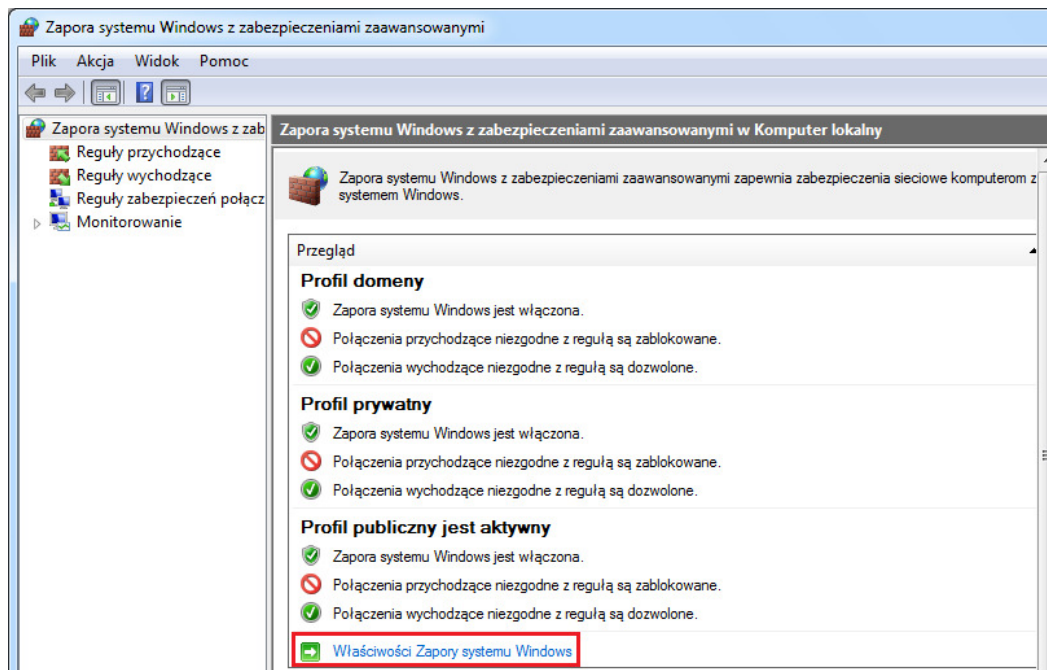 Zapora systemu Windows z zabezpieczeniami zaawansowanymi
Plik Akcja Widok Pomoc
Zapora systemu Windows z zab
Reguły przychodzące
Reguły wychodzące
Reguły zabezpieczeń połącz
Monitorowanie
Zapora systemu Windows z zabezpieczeniami zaawansowanymi w Komputer lokalny
Zapora systemu Windows z zabezpieczeniami zaawansowanymi zapewnia zabezpieczenia sieciowe komputerom z
systemem Windows.
Przegląd
Profil domeny
Zapora systemu Windows jest włączona.
Połączenia przychodzące niezgodne z regułą są zablokowane.
Połączenia wychodzące niezgodne z regułą są dozwolone.
Profil prywatny
Zapora systemu Windows jest włączona.
Połączenia przychodzące niezgodne z regułą są zablokowane.
Połączenia wychodzące niezgodne z regułą są dozwolone.
Profil publiczny jest aktywny
Zapora systemu Windows jest włączona.
Połączenia przychodzące niezgodne z regułą są zablokowane.
Połączenia wychodzące niezgodne z regułą są dozwolone.
Właściwości Zapory systemu Windows